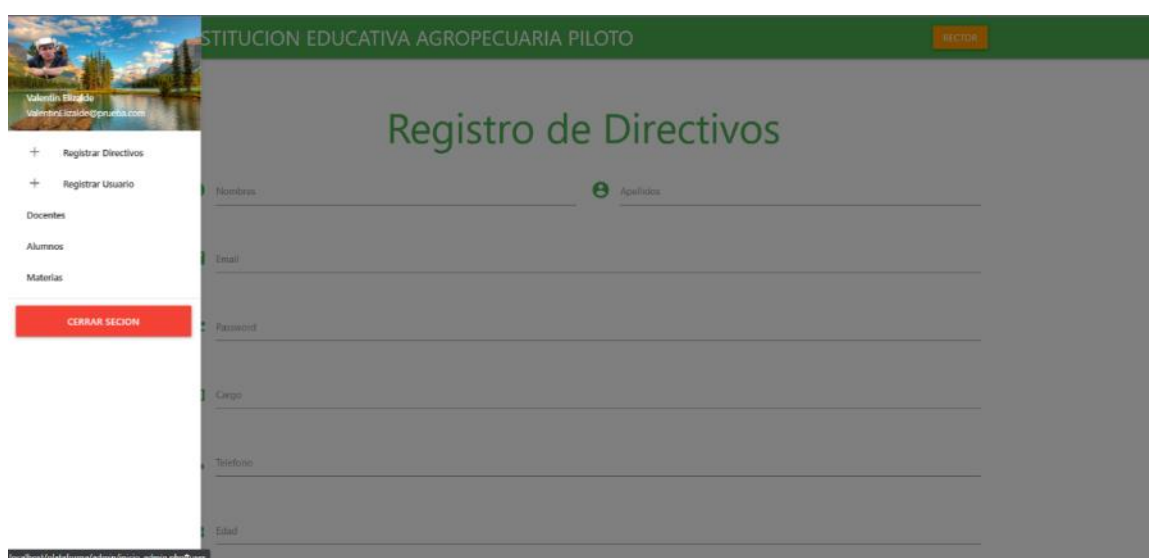 STITUCION EDUCATIVA AGROPECUARIA PILOTO
RECTOR
Valentin Elizalde
ValentinElizalde@prueba.com
Registro de Directivos
Registrar Directivos
Registrar Usuario
Nombres
Apellidos
Docentes
Alumnos
Email
Materias
CERRAR SECION
Password
Cargo
Telefono
Edad